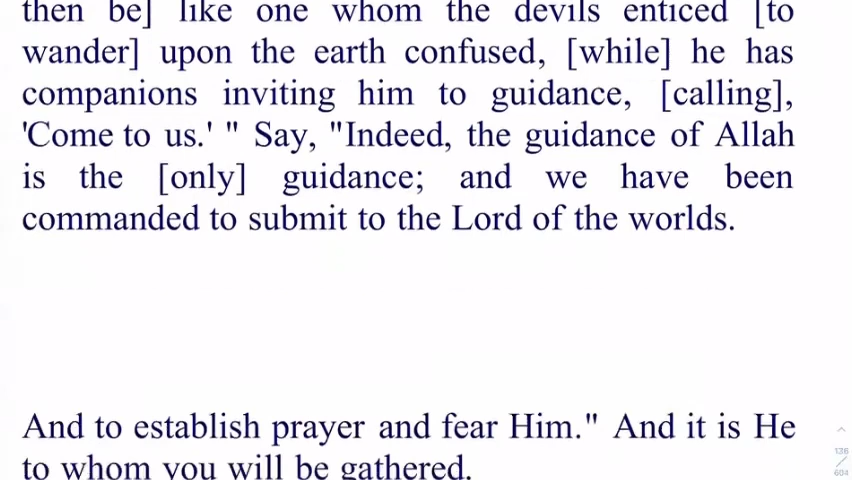 then be] like one whom the devils enticed [to
wander] upon the earth confused, [while] he has
companions inviting him to guidance, [calling],
'Come to us.' " Say, "Indeed, the guidance of Allah
is the [only] guidance; and we have been
commanded to submit to the Lord of the worlds.
And to establish prayer and fear Him." And it is He
to whom you will be gathered.
136
/
604